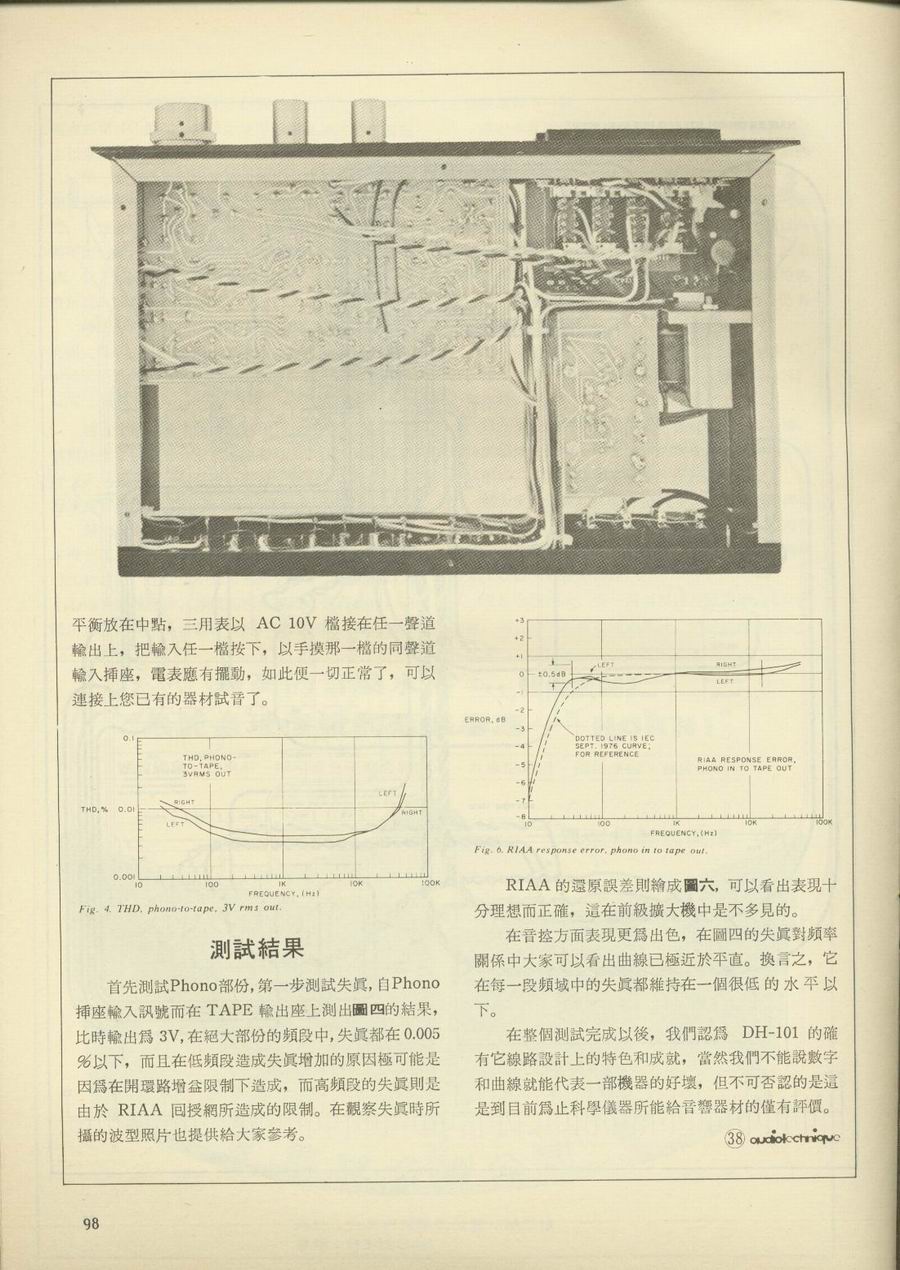 平衡放在中點，三用表以 AC 10V 檔接在任一聲道
輸出上，把輸入任一檔按下，以手摸那一檔的同聲道
輸入揷座，電表應有擺動，如此便一切正常了，可以
連接上您已有的器材試音了。
0.1
THD, PHONO-
TO-TAPE,
3VRMS OUT
THD,% 0.01
RIGHT
LEFT
LEFT
RIGHT
0.001
10 100 1K 10K 100K
FREQUENCY, (Hz)
Fig. 4. THD, phono-to-tape, 3V rms out.
測試結果
首先測試Phono部份，第一步測試失眞，自Phono
揷座輸入訊號而在 TAPE 輸出座上測出圖四的結果，
比時輸出爲 3V，在絕大部份的頻段中，失眞都在 0.005
%以下，而且在低頻段造成失眞增加的原因極可能是
因爲在開環路增益限制下造成，而高頻段的失眞則是
由於 RIAA 回授網所造成的限制。在觀察失眞時所
攝的波型照片也提供給大家參考。
+3
+2
+1
0
-1
-2
-3
-4
-5
-6
-7
-8
ERROR, dB
±0.5dB
LEFT
RIGHT
LEFT
DOTTED LINE IS IEC
SEPT. 1976 CURVE;
FOR REFERENCE
RIAA RESPONSE ERROR,
PHONO IN TO TAPE OUT
10 100 1K 10K 100K
FREQUENCY, (Hz)
Fig. 6. RIAA response error, phono in to tape out.
RIAA 的還原誤差則繪成圖六，可以看出表現十
分理想而正確，這在前級擴大機中是不多見的。
在音控方面表現更爲出色，在圖四的失眞對頻率
關係中大家可以看出曲線已極近於平直。換言之，它
在每一段頻域中的失眞都維持在一個很低的水平以
下。
在整個測試完成以後，我們認爲 DH-101 的確
有它線路設計上的特色和成就，當然我們不能說數字
和曲線就能代表一部機器的好壞，但不可否認的是這
是到目前爲止科學儀器所能給音響器材的僅有評價。
38 audiotechnique
98